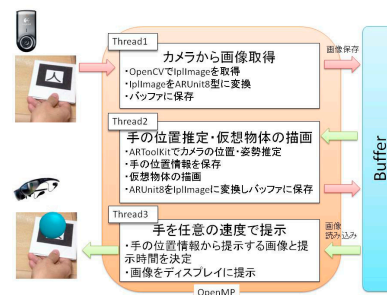 Thread1
カメラから画像取得
・OpenCVでIplImageを取得
・IplImageをARUnit8型に変換
・バッファに保存
画像保存
Thread2
手の位置推定・仮想物体の描画
・ARToolKitでカメラの位置・姿勢推定
・手の位置情報を保存
・仮想物体の描画
・ARUnit8をIplImageに変換しバッファに保存
Thread3
手を任意の速度で提示
・手の位置情報から提示する画像と提
示時間を決定
・画像をディスプレイに提示
画像
読み込み
OpenMP
Buffer